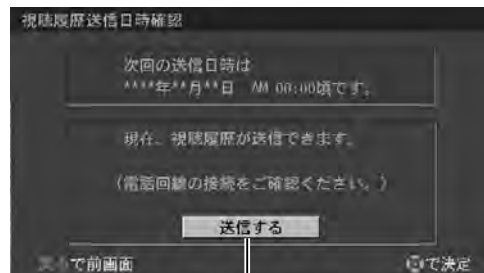 視聴履歴送信日時確認
次回の送信日時は
****年**月**日 AM 00:00頃です。
現在、視聴履歴が送信できます。
(電話回線の接続をご確認ください。)
送信する
で前画面
で決定